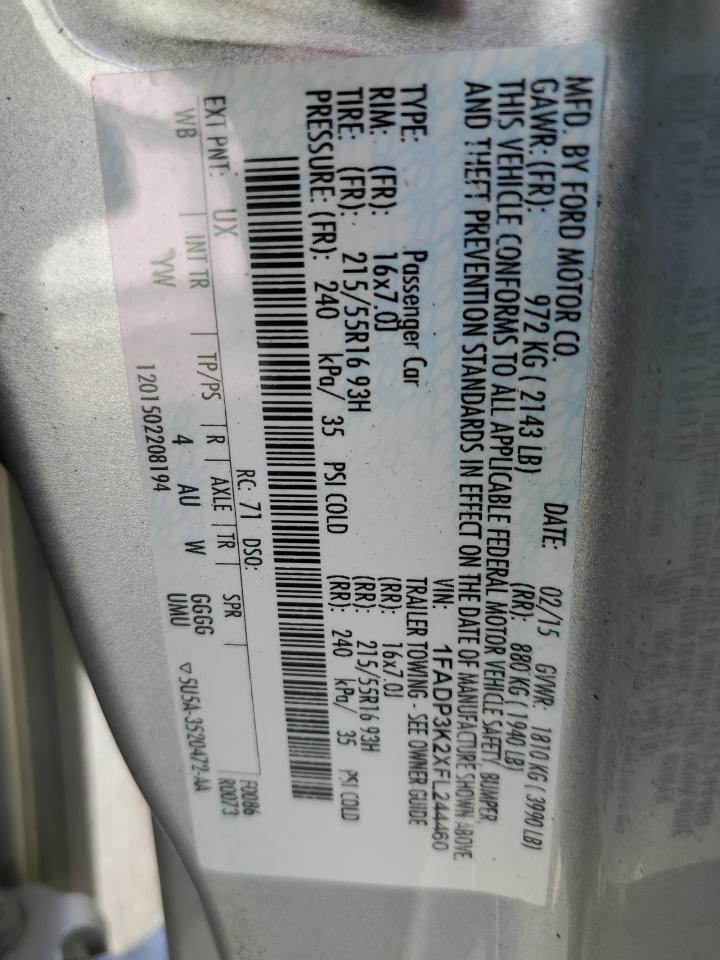 MFD. BY FORD MOTOR CO.
DATE: 02/15 GVWR: 1810 KG ( 3990 LB)
GAWR: (FR): 972 KG ( 2143 LB) (RR): 880 KG ( 1940 LB)
THIS VEHICLE CONFORMS TO ALL APPLICABLE FEDERAL MOTOR VEHICLE SAFETY, BUMPER,
AND THEFT PREVENTION STANDARDS IN EFFECT ON THE DATE OF MANUFACTURE SHOWN ABOVE.
VIN: 1FADP3K2XFL244460
TYPE: Passenger Car TRAILER TOWING - SEE OWNER GUIDE
RIM: (FR): 16x7.0J (RR): 16x7.0J
TIRE: (FR): 215/55R16 93H (RR): 215/55R16 93H
PRESSURE: (FR): 240 kPa/ 35 PSI COLD (RR): 240 kPa/ 35 PSI COLD
F0086
R0073
EXT PNT: UX RC: 71 DSO:
WB | INT TR | TP/PS | R | AXLE | TR | SPR |
YW 4 AU W GGGG
UMU
1201502208194 ▽5U5A-3520472-AA